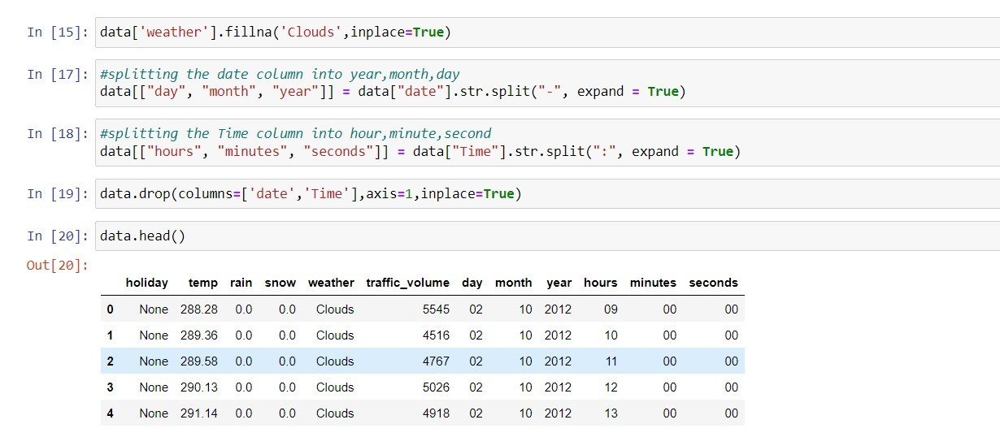 In [15]: data['weather'].fillna('Clouds',inplace=True)
In [17]: #splitting the date column into year,month,day
data[["day", "month", "year"]] = data["date"].str.split("-", expand = True)
In [18]: #splitting the Time column into hour,minute,second
data[["hours", "minutes", "seconds"]] = data["Time"].str.split(":", expand = True)
In [19]: data.drop(columns=['date','Time'],axis=1,inplace=True)
In [20]: data.head()
Out[20]:
holiday temp rain snow weather traffic_volume day month year hours minutes seconds
0 None 288.28 0.0 0.0 Clouds 5545 02 10 2012 09 00 00
1 None 289.36 0.0 0.0 Clouds 4516 02 10 2012 10 00 00
2 None 289.58 0.0 0.0 Clouds 4767 02 10 2012 11 00 00
3 None 290.13 0.0 0.0 Clouds 5026 02 10 2012 12 00 00
4 None 291.14 0.0 0.0 Clouds 4918 02 10 2012 13 00 00